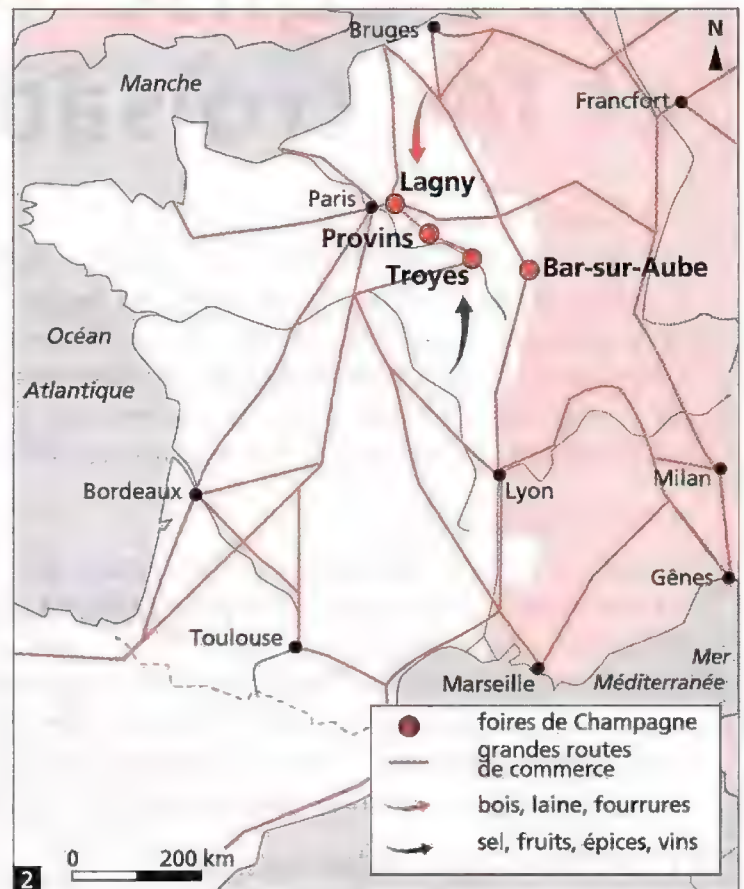 Bruges
N
Manche
Francfort
Lagny
Paris
Provins
Troyes
Bar-sur-Aube
Océan
Atlantique
Bordeaux
Lyon
Milan
Gênes
Toulouse
Mer
Marseille
Méditerranée
foires de Champagne
grandes routes
de commerce
bois, laine, fourrures
sel, fruits, épices, vins
2
0 200 km